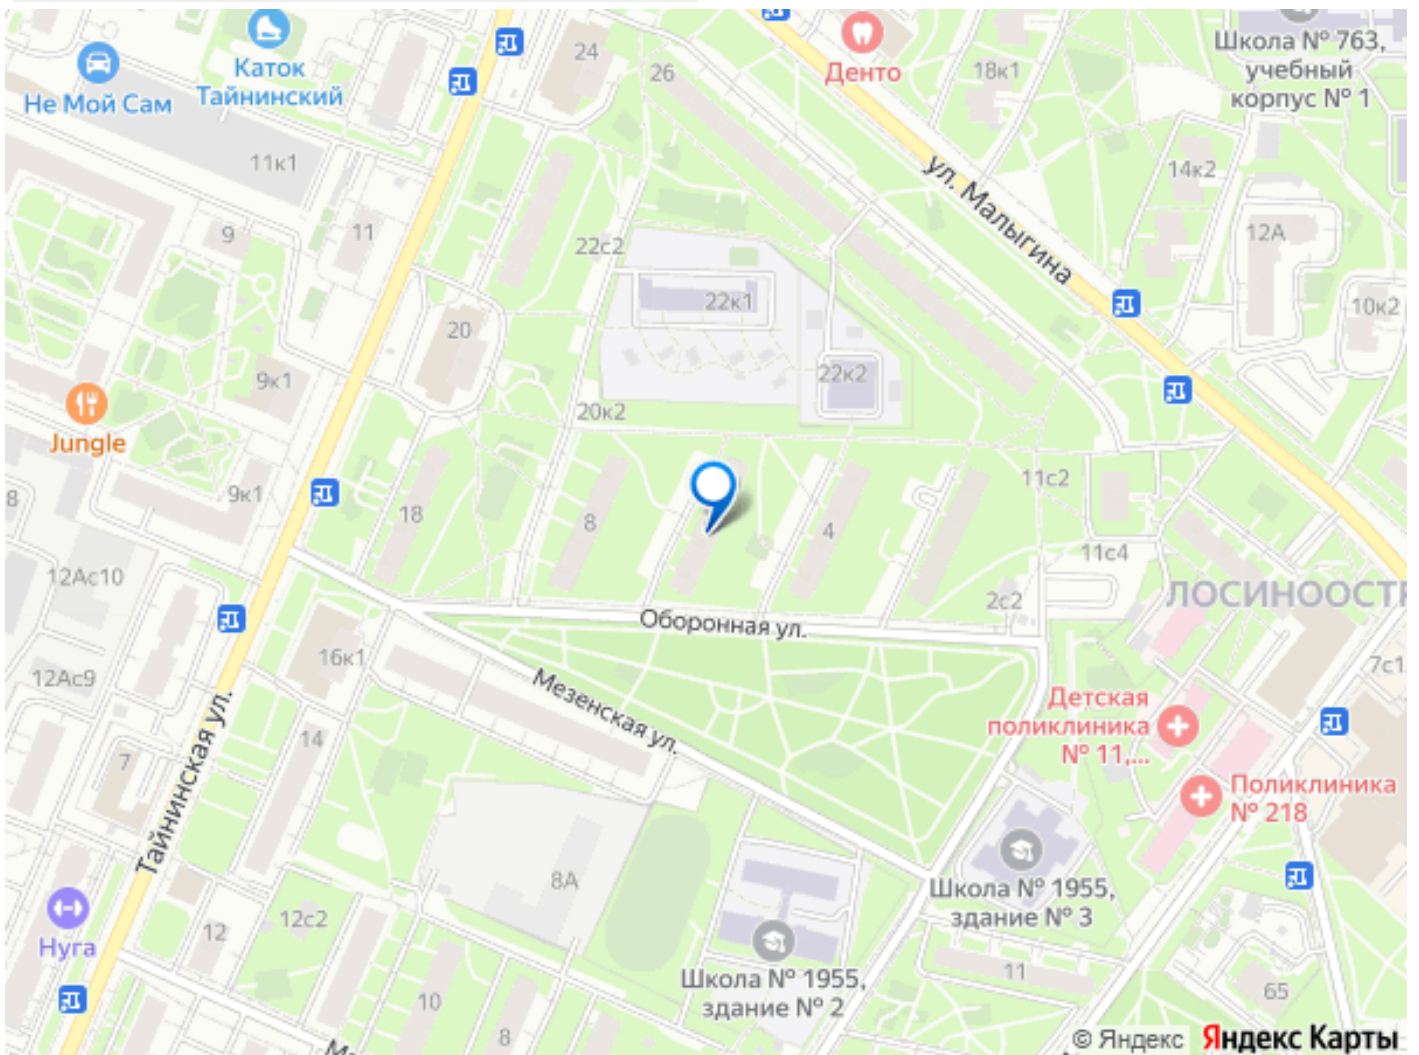 Каток
Тайнинский
Не Мой Сам
24
26
Денто
18к1
Школа № 763,
учебный
корпус № 1
11к1
14к2
ул. Малыгина
9
11
22с2
12А
22к1
10к2
20
22к2
9к1
Jungle
20к2
9к1
8
18
8
4
11с2
11с4
12Ас10
2с2
ЛОСИНООСТР
Оборонная ул.
16к1
12Ас9
7с1
Мезенская ул.
Детская
поликлиника
№ 11,...
Тайнинская ул.
14
7
Поликлиника
№ 218
8А
Школа № 1955,
здание № 3
12с2
12
Нуга
Школа № 1955,
здание № 2
11
65
10
8
© Яндекс Яндекс Карты